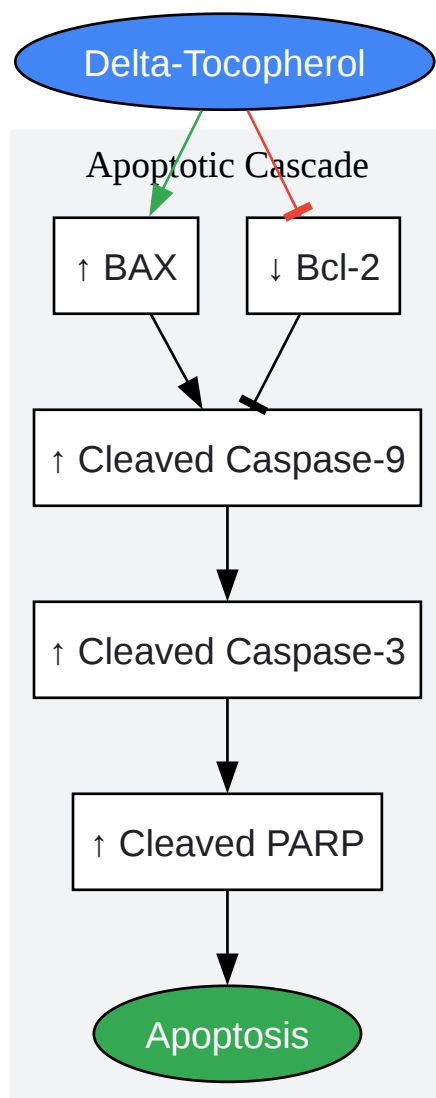 Delta-Tocopherol
Apoptotic Cascade
↑ BAX
↓ Bcl-2
↑ Cleaved Caspase-9
↑ Cleaved Caspase-3
↑ Cleaved PARP
Apoptosis